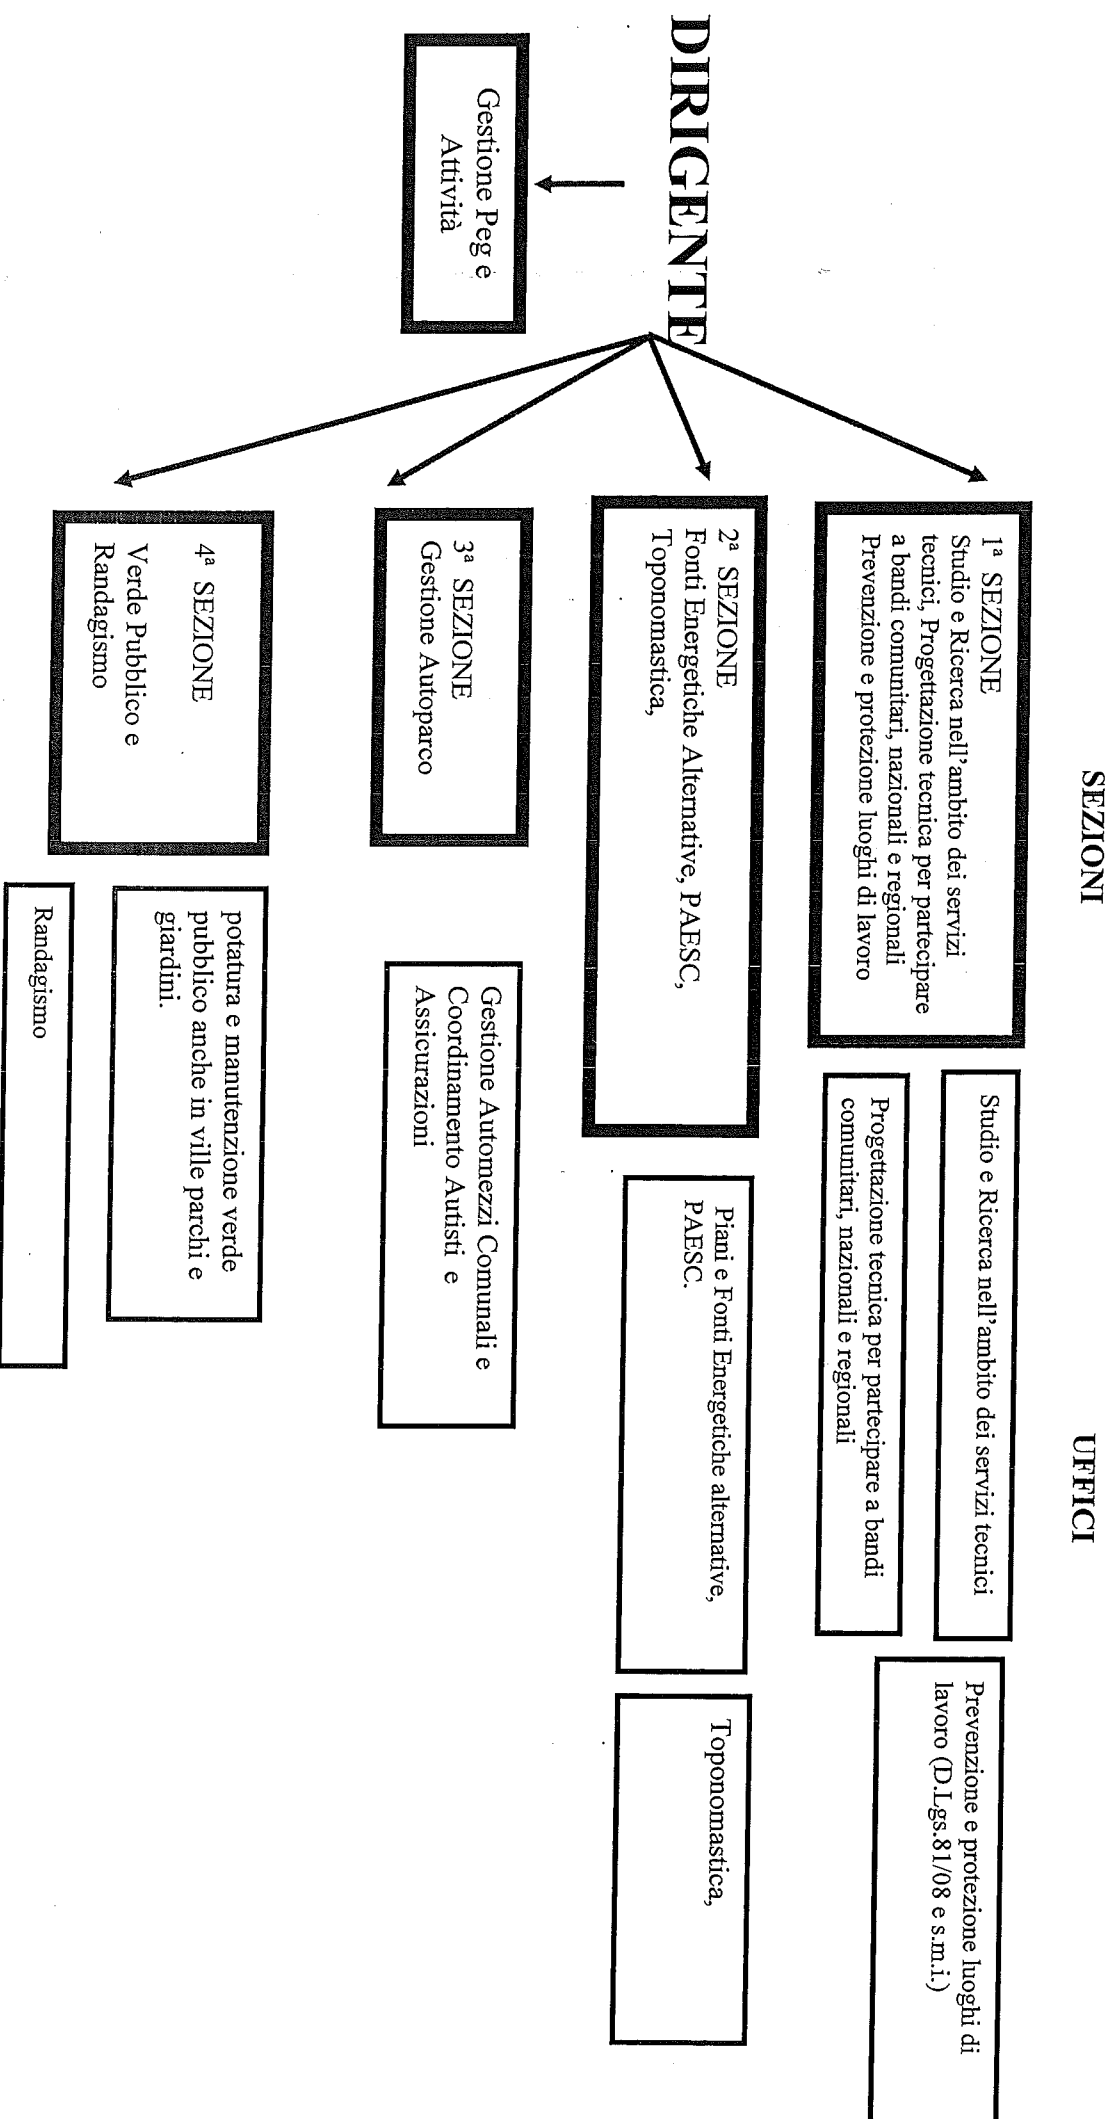 SEZIONI
UFFICI
DIRIGENTE
Gestione Peg e
Attività
1ª SEZIONE
Studio e Ricerca nell'ambito dei servizi
tecnici, Progettazione tecnica per partecipare
a bandi comunitari, nazionali e regionali
Prevenzione e protezione luoghi di lavoro
Studio e Ricerca nell'ambito dei servizi tecnici
Progettazione tecnica per partecipare a bandi
comunitari, nazionali e regionali
Prevenzione e protezione luoghi di
lavoro (D.Lgs.81/08 e s.m.i.)
2ª SEZIONE
Fonti Energetiche Alternative, PAESC,
Toponomastica,
Piani e Fonti Energetiche alternative,
PAESC.
Toponomastica,
3ª SEZIONE
Gestione Autoparco
Gestione Automezzi Comunali e
Coordinamento Autisti e
Assicurazioni
4ª SEZIONE
Verde Pubblico e
Randagismo
potatura e manutenzione verde
pubblico anche in ville parchi e
giardini.
Randagismo